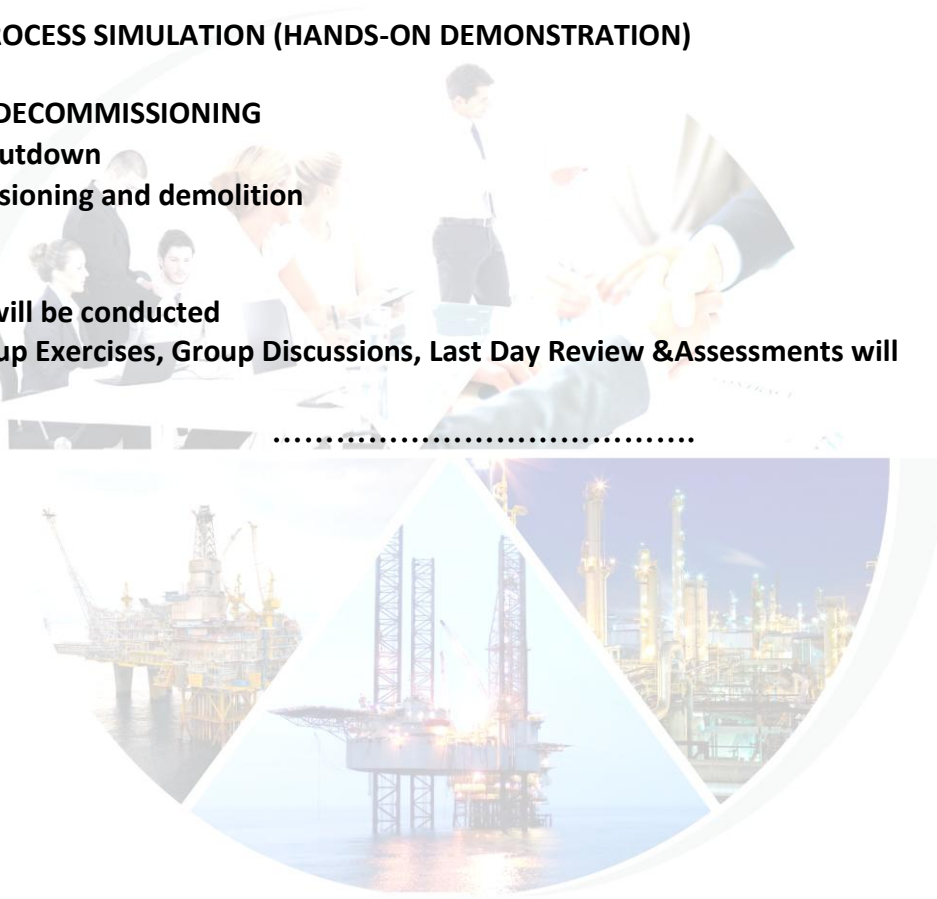 ROCESS SIMULATION (HANDS-ON DEMONSTRATION)
DECOMMISSIONING
utdown
sioning and demolition
will be conducted
up Exercises, Group Discussions, Last Day Review &Assessments will
…………………………………….